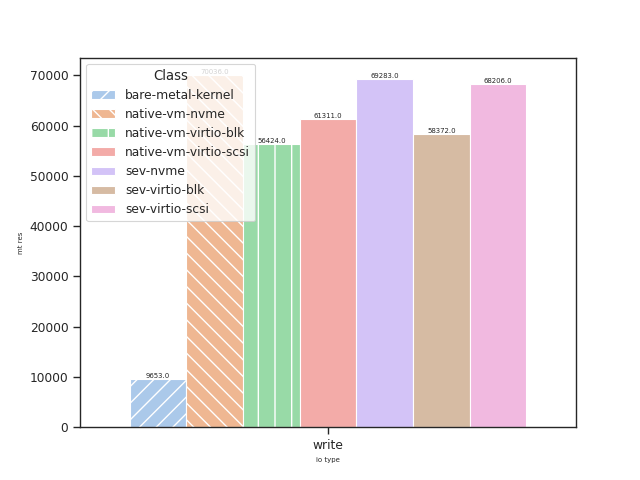 70000
60000
50000
40000
30000
20000
10000
0
mt res
Class
bare-metal-kernel
native-vm-nvme
native-vm-virtio-blk
native-vm-virtio-scsi
sev-nvme
sev-virtio-blk
sev-virtio-scsi
9653.0
56424.0
61311.0
69283.0
58372.0
68206.0
write
io type